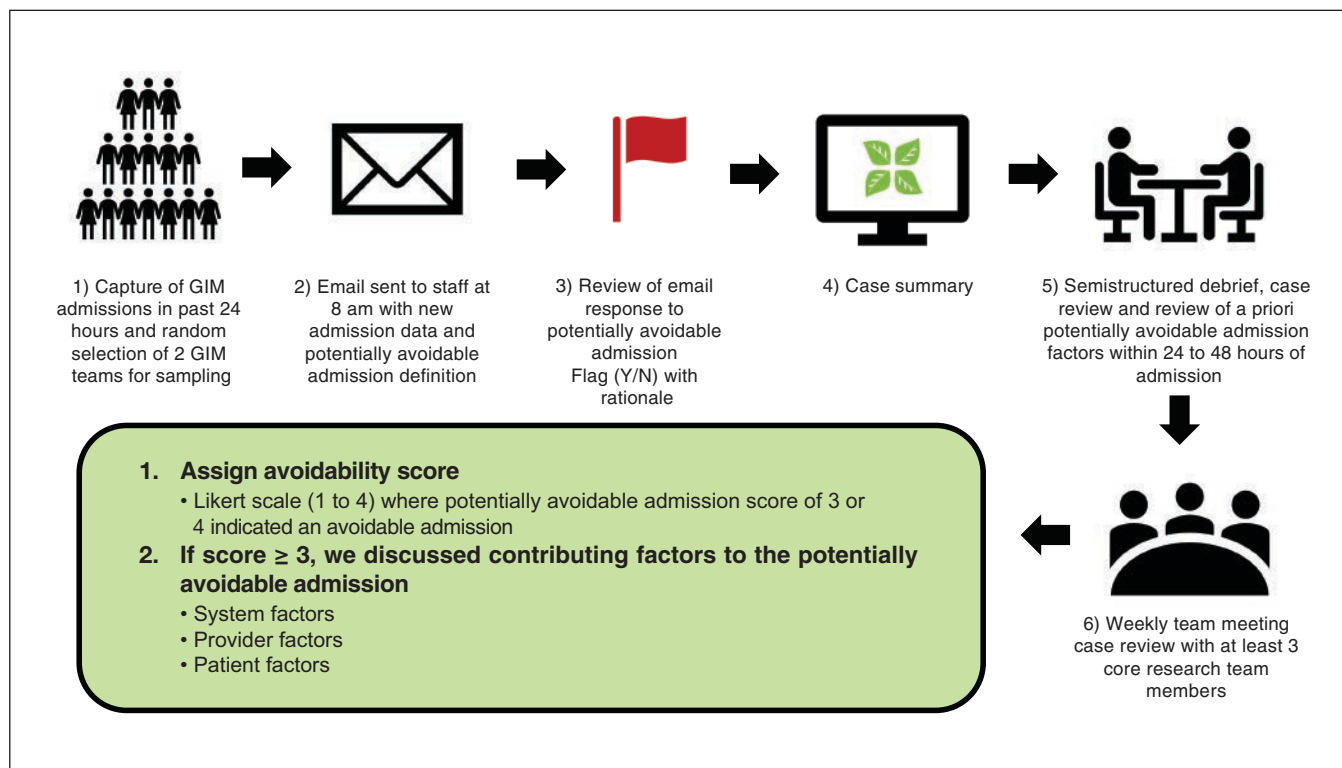 1) Capture of GIM
admissions in past 24
hours and random
selection of 2 GIM
teams for sampling
2) Email sent to staff at
8 am with new
admission data and
potentially avoidable
admission definition
3) Review of email
response to
potentially avoidable
admission
Flag (Y/N) with
rationale
4) Case summary
5) Semistructured debrief, case
review and review of a priori
potentially avoidable admission
factors within 24 to 48 hours of
admission
6) Weekly team meeting
case review with at least 3
core research team
members
1. Assign avoidability score
• Likert scale (1 to 4) where potentially avoidable admission score of 3 or
4 indicated an avoidable admission
2. If score ≥ 3, we discussed contributing factors to the potentially
avoidable admission
• System factors
• Provider factors
• Patient factors